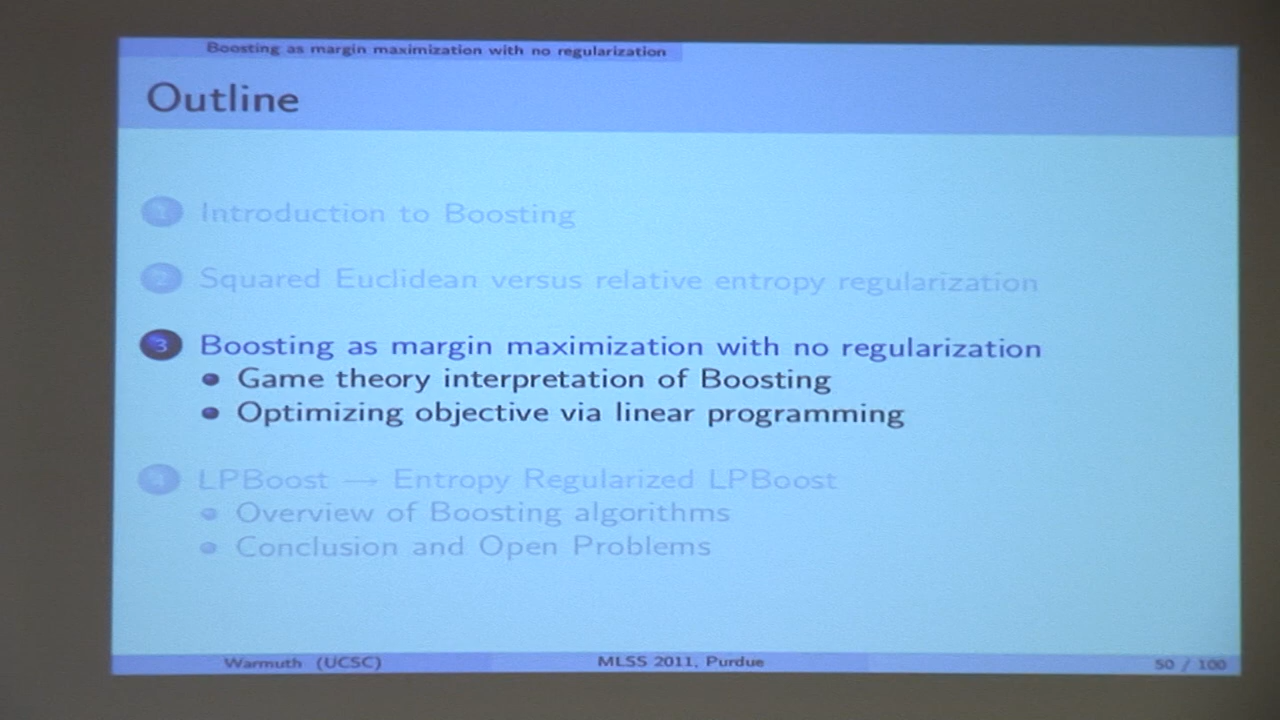 Boosting as margin maximization with no regularization
Outline
1 Introduction to Boosting
2 Squared Euclidean versus relative entropy regularization
3 Boosting as margin maximization with no regularization
Game theory interpretation of Boosting
Optimizing objective via linear programming
4 LPBoost → Entropy Regularized LPBoost
Overview of Boosting algorithms
Conclusion and Open Problems
Warmuth (UCSC) MLSS 2011, Purdue 50 / 100